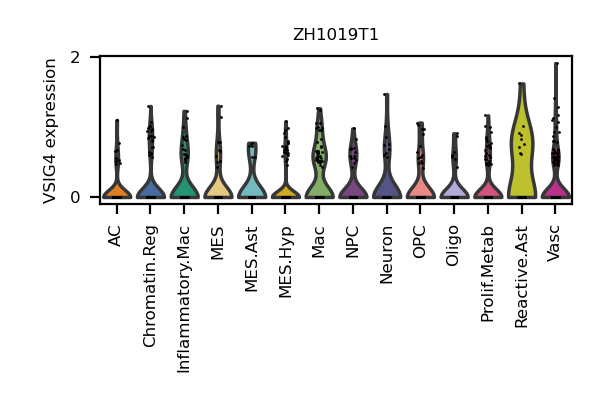 ZH1019T1
VSIG4 expression
2
0
AC
Chromatin.Reg
Inflammatory.Mac
MES
MES.Ast
MES.Hyp
Mac
NPC
Neuron
OPC
Oligo
Prolif.Metab
Reactive.Ast
Vasc